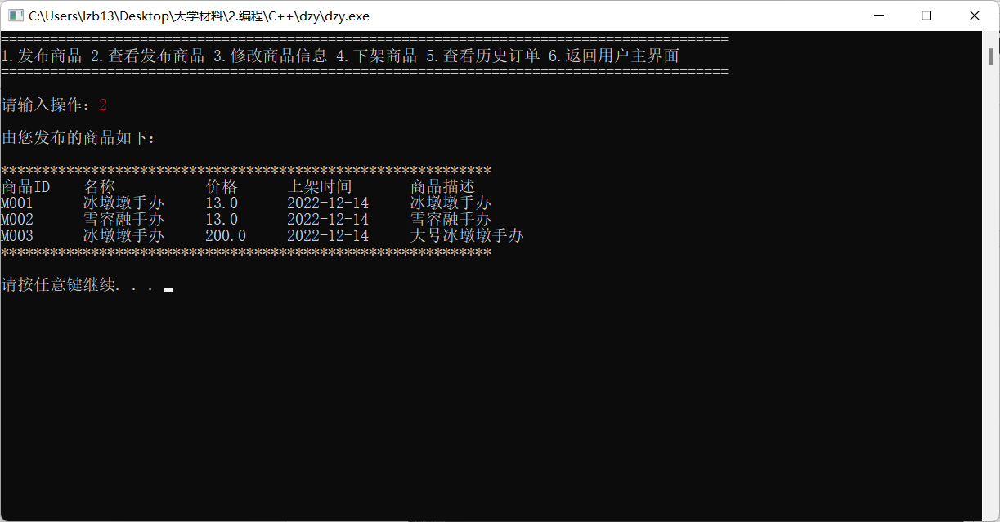 C:\Users\lzb13\Desktop\大学材料\2.编程\C++\dzy\dzy.exe
=========================================================================================
1.发布商品 2.查看发布商品 3.修改商品信息 4.下架商品 5.查看历史订单 6.返回用户主界面
=========================================================================================
请输入操作：2
由您发布的商品如下：
************************************************************
商品ID 名称 价格 上架时间 商品描述
M001 冰墩墩手办 13.0 2022-12-14 冰墩墩手办
M002 雪容融手办 13.0 2022-12-14 雪容融手办
M003 冰墩墩手办 200.0 2022-12-14 大号冰墩墩手办
************************************************************
请按任意键继续. . .